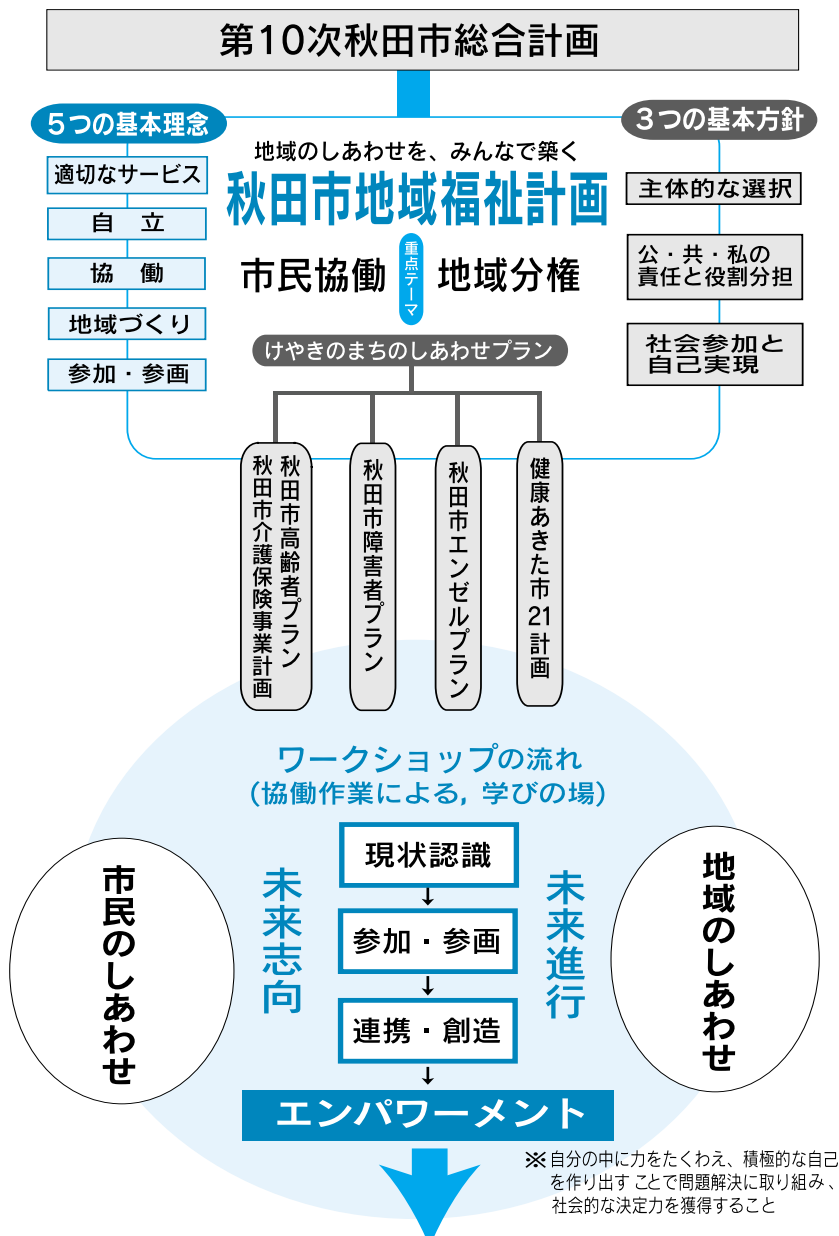 第10次秋田市総合計画
5つの基本理念
適切なサービス
自　立
協　働
地域づくり
参加・参画
地域のしあわせを、みんなで築く
秋田市地域福祉計画
市民協働
重点テーマ
地域分権
3つの基本方針
主体的な選択
公・共・私の
責任と役割分担
社会参加と
自己実現
けやきのまちのしあわせプラン
秋田市高齢者プラン
秋田市介護保険事業計画
秋田市障害者プラン
秋田市エンゼルプラン
健康あきた市21計画
ワークショップの流れ
(協働作業による, 学びの場)
市民のしあわせ
未来志向
現状認識
↓
参加・参画
↓
連携・創造
↓
エンパワーメント
未来進行
地域のしあわせ
※自分の中に力をたくわえ、積極的な自己
を作り出すことで問題解決に取り組み、
社会的な決定力を獲得すること